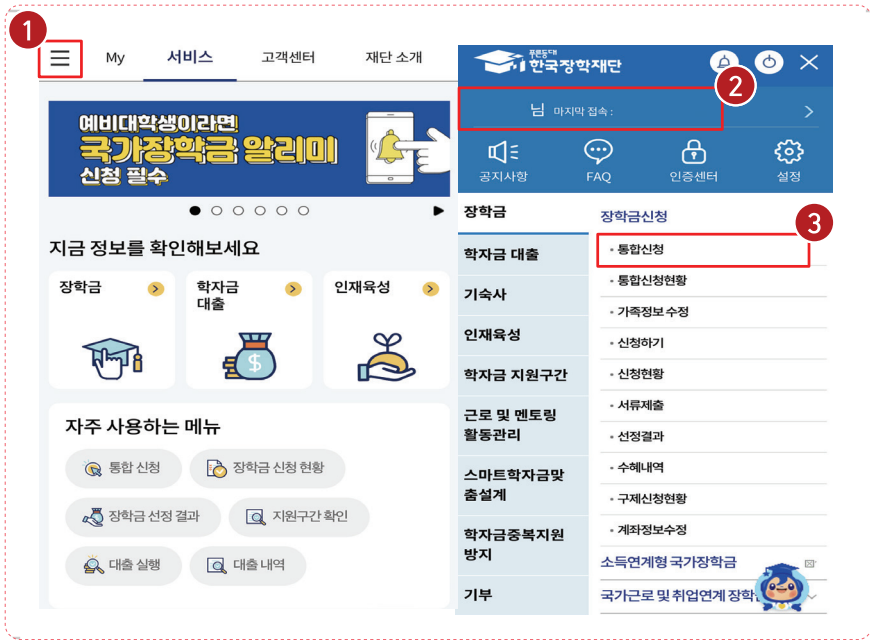 1
My 서비스 고객센터 재단 소개
예비대학생이라면
국가장학금 알리미
신청 필수
지금 정보를 확인해보세요
장학금
학자금
대출
인재육성
자주 사용하는 메뉴
통합 신청
장학금 신청 현황
장학금 선정 결과
지원구간 확인
대출 실행
대출 내역
푸른등대
한국장학재단
2
님 마지막 접속 :
공지사항
FAQ
인증센터
설정
장학금
학자금 대출
기숙사
인재육성
학자금 지원구간
근로 및 멘토링
활동관리
스마트학자금맞
춤설계
학자금중복지원
방지
기부
장학금신청
3
• 통합신청
• 통합신청현황
• 가족정보 수정
• 신청하기
• 신청현황
• 서류제출
• 선정결과
• 수혜내역
• 구제신청현황
• 계좌정보수정
소득연계형 국가장학금
국가근로 및 취업연계 장학